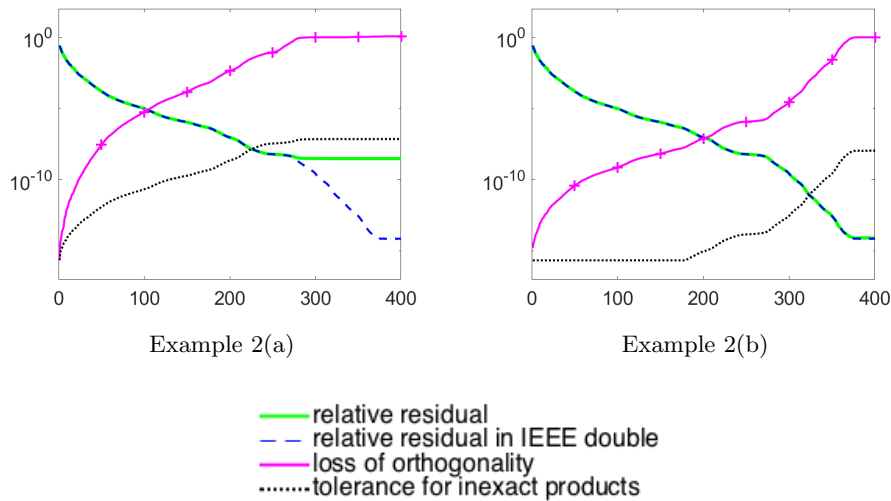 10^0
10^-10
0 100 200 300 400
Example 2(a)
10^0
10^-10
0 100 200 300 400
Example 2(b)
relative residual
relative residual in IEEE double
loss of orthogonality
tolerance for inexact products